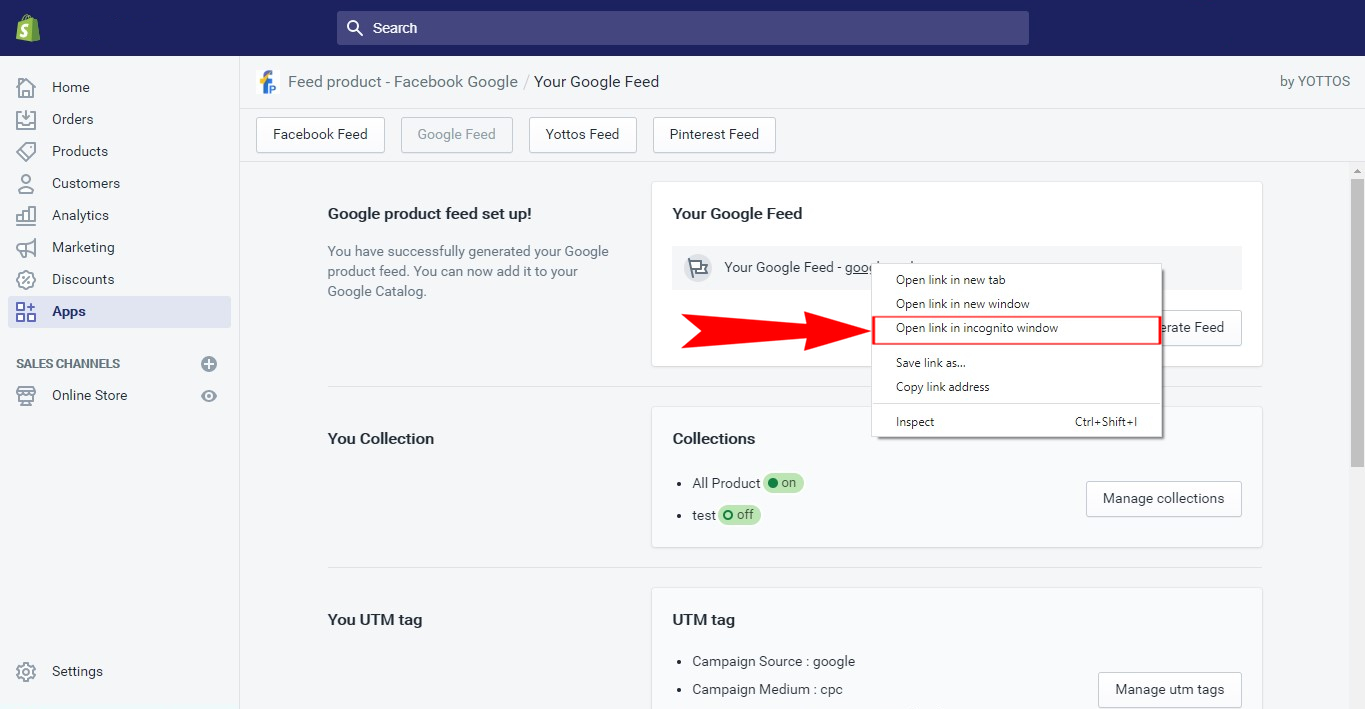 Search
Home
Orders
Products
Customers
Analytics
Marketing
Discounts
Apps
SALES CHANNELS
Online Store
Settings
Feed product - Facebook Google / Your Google Feed
by YOTTOS
Facebook Feed
Google Feed
Yottos Feed
Pinterest Feed
Google product feed set up!
You have successfully generated your Google
product feed. You can now add it to your
Google Catalog.
Your Google Feed
Your Google Feed -
Open link in new tab
Open link in new window
Open link in incognito window
Save link as...
Copy link address
Inspect Ctrl+Shift+I
Feed
You Collection
Collections
All Product on
test off
Manage collections
You UTM tag
UTM tag
Campaign Source : google
Campaign Medium : cpc
Manage utm tags